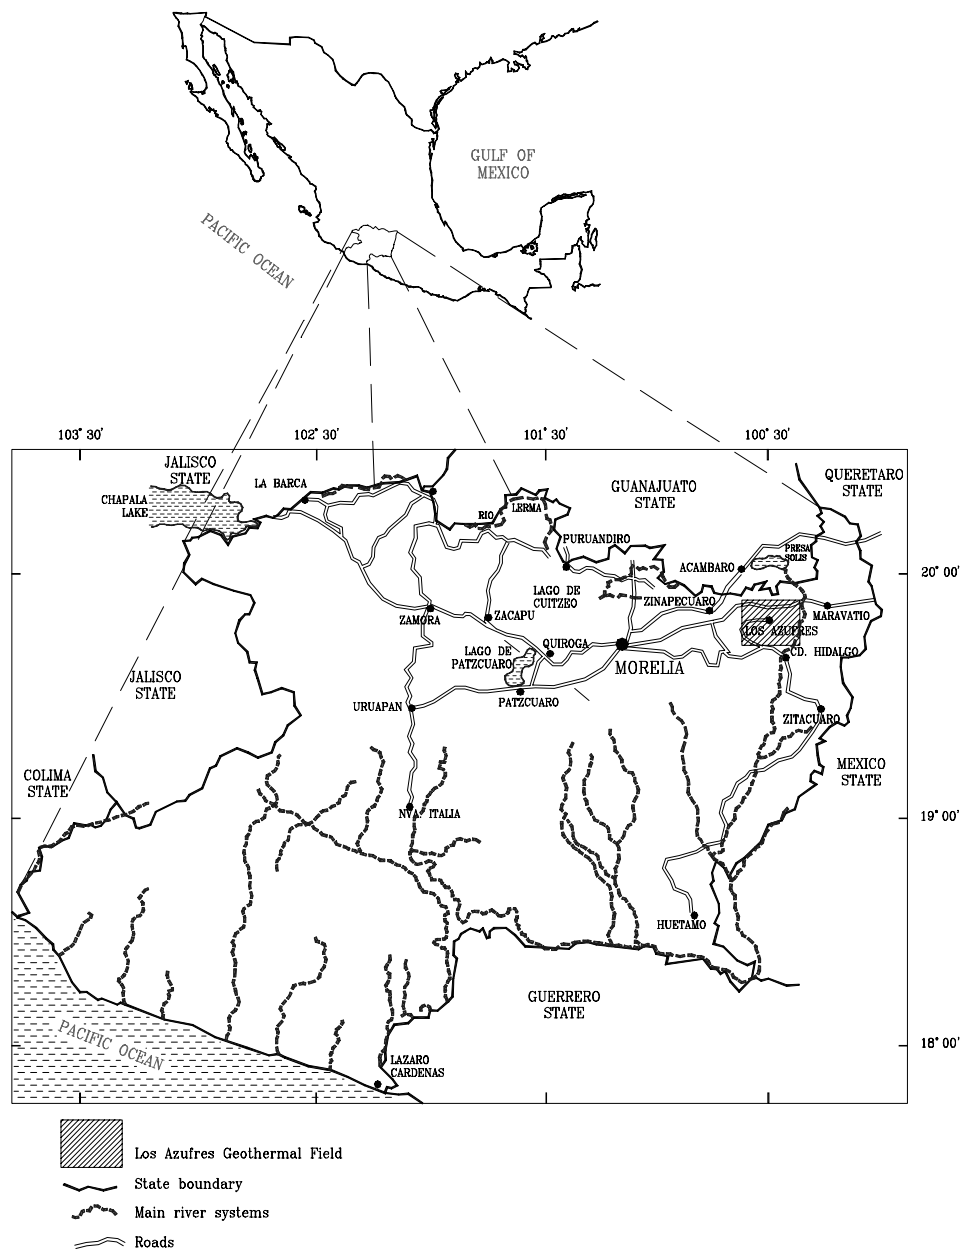 GULF OF
MEXICO
PACIFIC OCEAN
103° 30'
102° 30'
101° 30'
100° 30'
JALISCO
STATE
QUERETARO
STATE
LA BARCA
GUANAJUATO
STATE
CHAPALA
LAKE
RIO
LERMA
PURUANDIRO
PRESA
SOLIS
ACAMBARO
20° 00'
LAGO DE
CUITZEO
ZINAPECUARO
ZAMORA
ZACAPU
MARAVATIO
LOS AZUFRES
QUIROGA
CD. HIDALGO
LAGO DE
PATZCUARO
MORELIA
JALISCO
STATE
URUAPAN
PATZCUARO
ZITACUARO
COLIMA
STATE
MEXICO
STATE
NVA. ITALIA
19° 00'
HUETAMO
GUERRERO
STATE
PACIFIC OCEAN
18° 00'
LAZARO
CARDENAS
Los Azufres Geothermal Field
State boundary
Main river systems
Roads